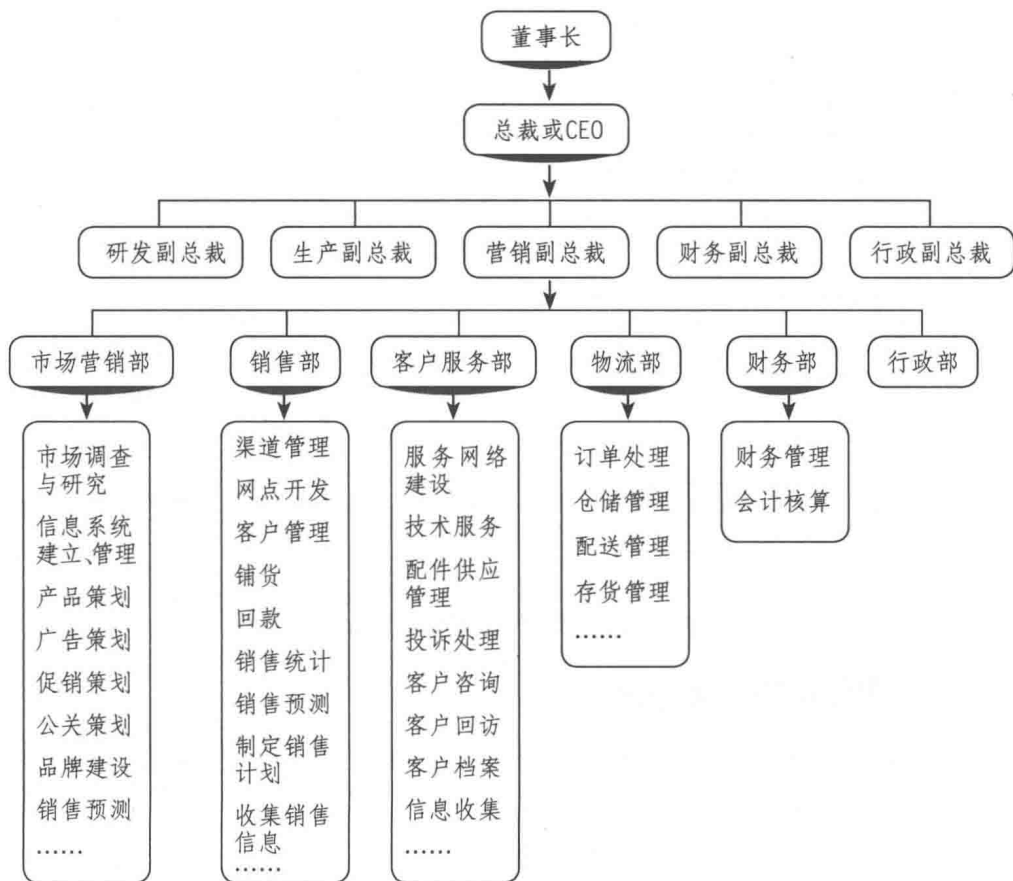 董事长
总裁或CEO
研发副总裁
生产副总裁
营销副总裁
财务副总裁
行政副总裁
市场营销部
销售部
客户服务部
物流部
财务部
行政部
市场调查
与研究
信息系统
建立、管理
产品策划
广告策划
促销策划
公关策划
品牌建设
销售预测
……
渠道管理
网点开发
客户管理
铺货
回款
销售统计
销售预测
制定销售
计划
收集销售
信息
……
服务网络
建设
技术服务
配件供应
管理
投诉处理
客户咨询
客户回访
客户档案
信息收集
……
订单处理
仓储管理
配送管理
存货管理
……
财务管理
会计核算